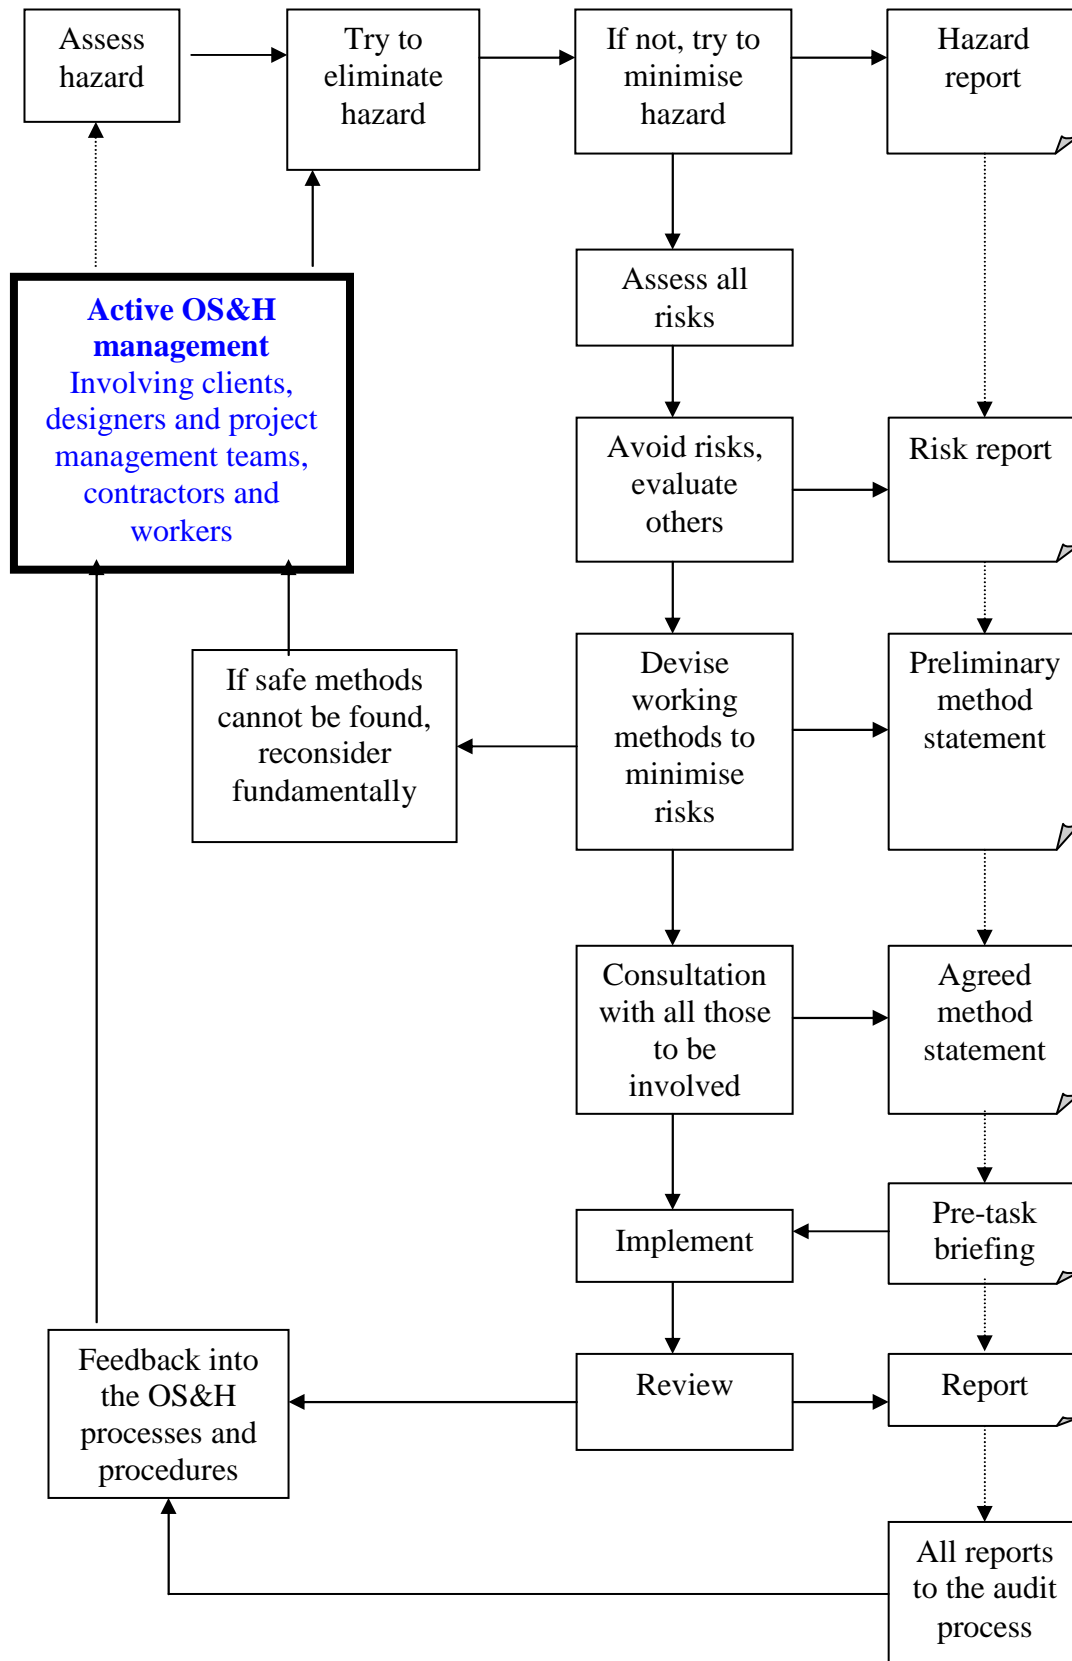 Assess
hazard
Try to
eliminate
hazard
If not, try to
minimise
hazard
Hazard
report
Active OS&H
management
Involving clients,
designers and project
management teams,
contractors and
workers
Assess all
risks
Avoid risks,
evaluate
others
Risk report
If safe methods
cannot be found,
reconsider
fundamentally
Devise
working
methods to
minimise
risks
Preliminary
method
statement
Consultation
with all those
to be
involved
Agreed
method
statement
Implement
Pre-task
briefing
Feedback into
the OS&H
processes and
procedures
Review
Report
All reports
to the audit
process